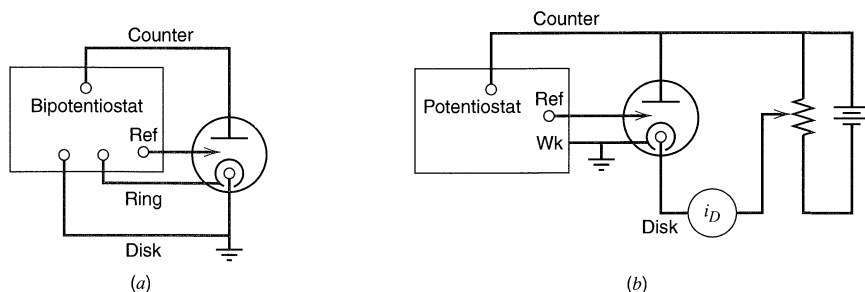 Counter
Bipotentiostat
Ref
Ring
Disk
(a)
Counter
Potentiostat
Ref
Wk
Disk
i_D
(b)